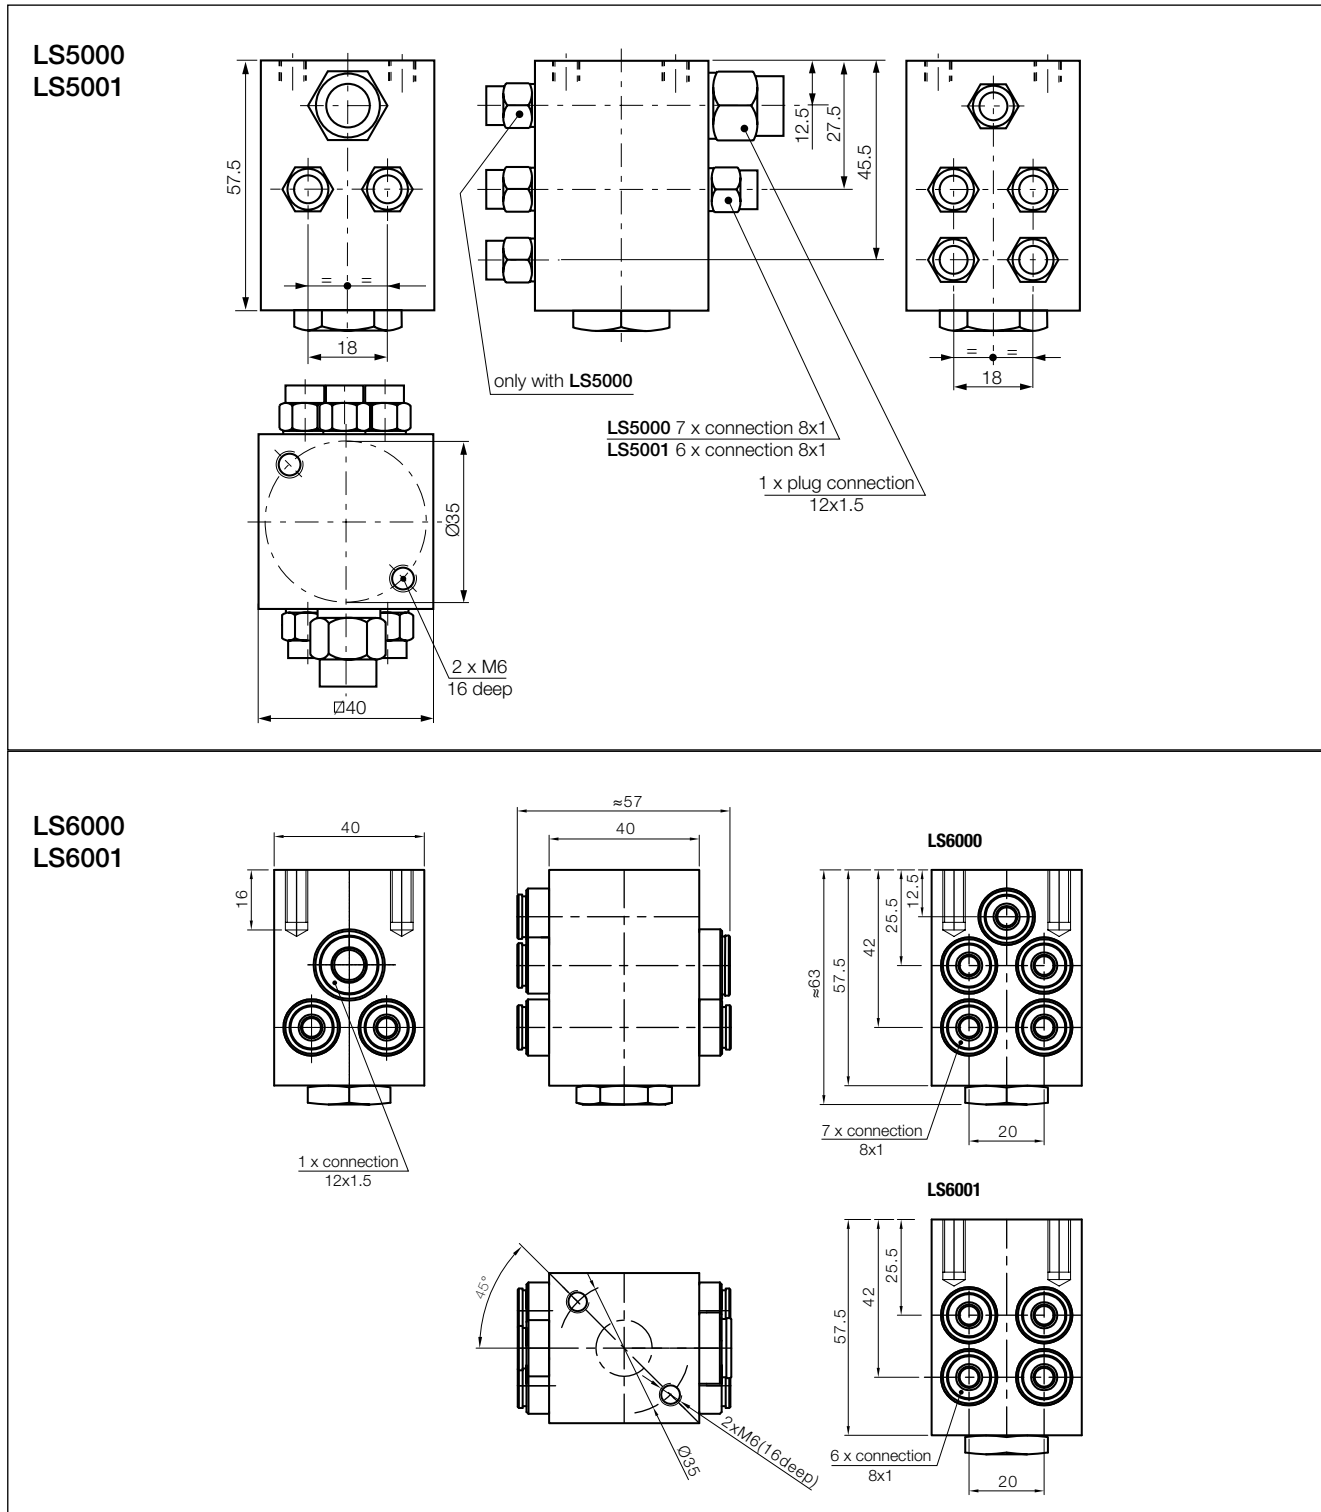 LS5000
LS5001
57.5
12.5
27.5
45.5
= =
18
only with LS5000
= =
18
LS5000 7 x connection 8x1
LS5001 6 x connection 8x1
1 x plug connection
12x1.5
Ø35
2 x M6
16 deep
40
LS6000
LS6001
≈57
40
40
LS6000
16
12.5
25.5
42
57.5
≈63
7 x connection
8x1
20
1 x connection
12x1.5
LS6001
45°
25.5
42
57.5
2xM6(16deep)
Ø35
6 x connection
8x1
20